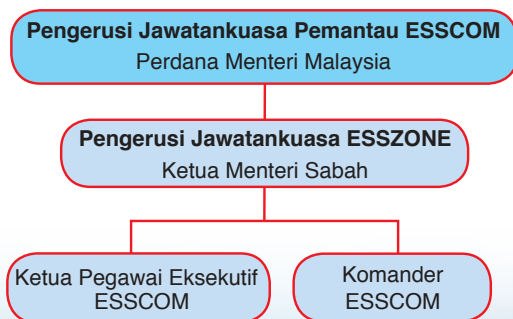 Pengerusi Jawatankuasa Pemantau ESSCOM
Perdana Menteri Malaysia
Pengerusi Jawatankuasa ESSZONE
Ketua Menteri Sabah
Ketua Pegawai Eksekutif
ESSCOM
Komander
ESSCOM